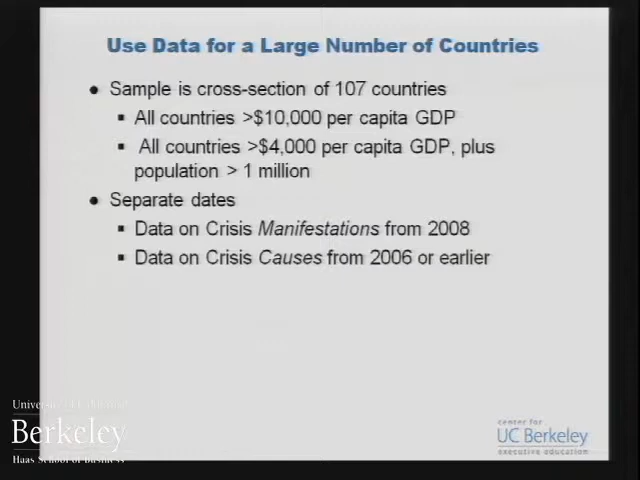 Use Data for a Large Number of Countries
● Sample is cross-section of 107 countries
▪ All countries >$10,000 per capita GDP
▪ All countries >$4,000 per capita GDP, plus
population > 1 million
● Separate dates
▪ Data on Crisis Manifestations from 2008
▪ Data on Crisis Causes from 2006 or earlier
Berkeley
Haas School of Business
center for
UC Berkeley
executive education